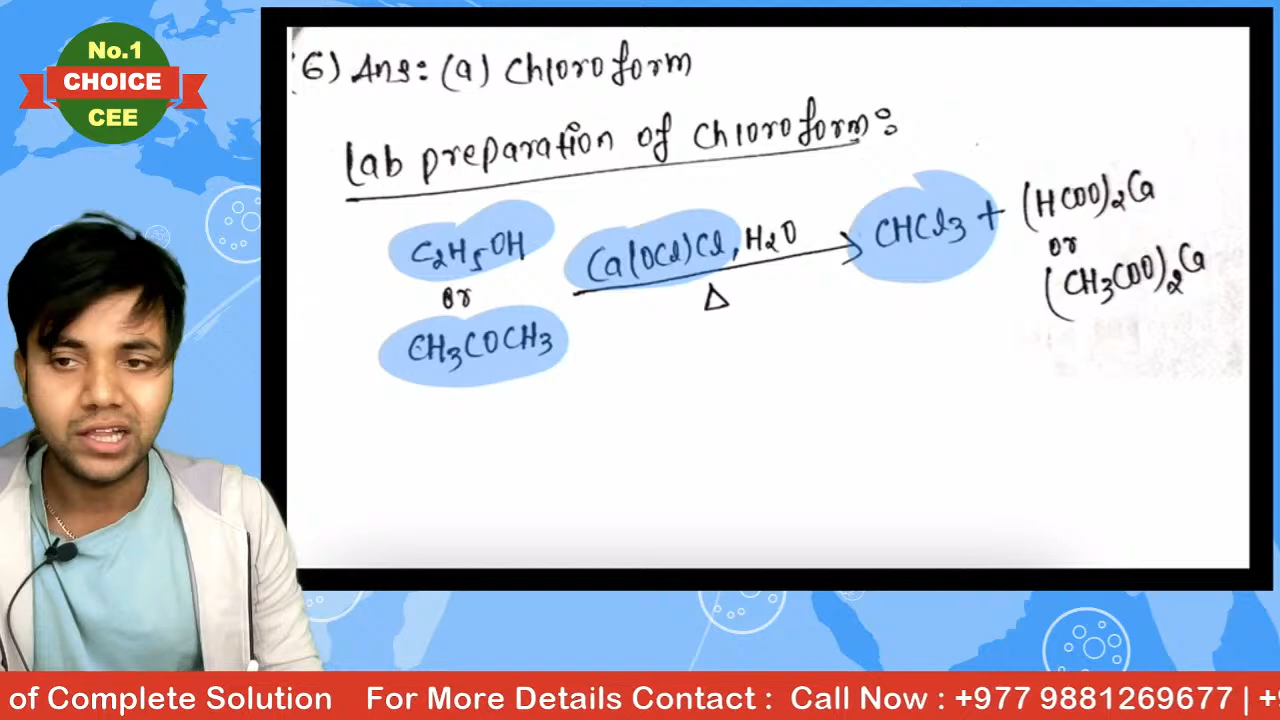 No.1
CHOICE
CEE
6) Ans: (a) Chloroform
Lab preparation of Chloroform:
C₂H₅OH
or
CH₃COCH₃
Ca(OCl)Cl, H₂O
Δ
CHCl₃ + (HCOO)₂Ca
or
(CH₃COO)₂Ca
of Complete Solution For More Details Contact : Call Now : +977 9881269677 | +9